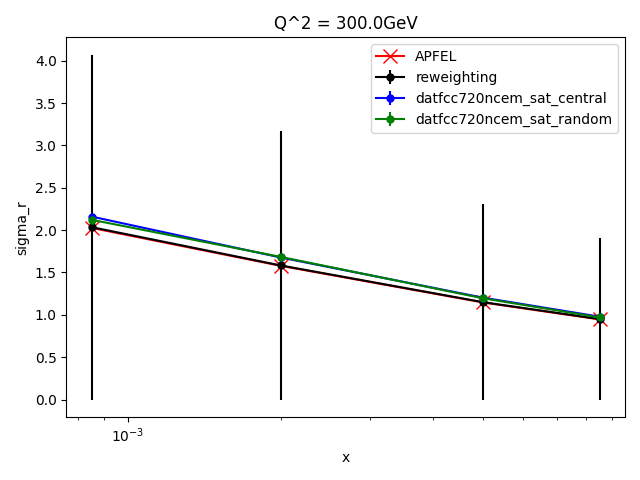 Q^2 = 300.0GeV
APFEL
reweighting
datfcc720ncem_sat_central
datfcc720ncem_sat_random
sigma_r
4.0
3.5
3.0
2.5
2.0
1.5
1.0
0.5
0.0
10^{-3}
x